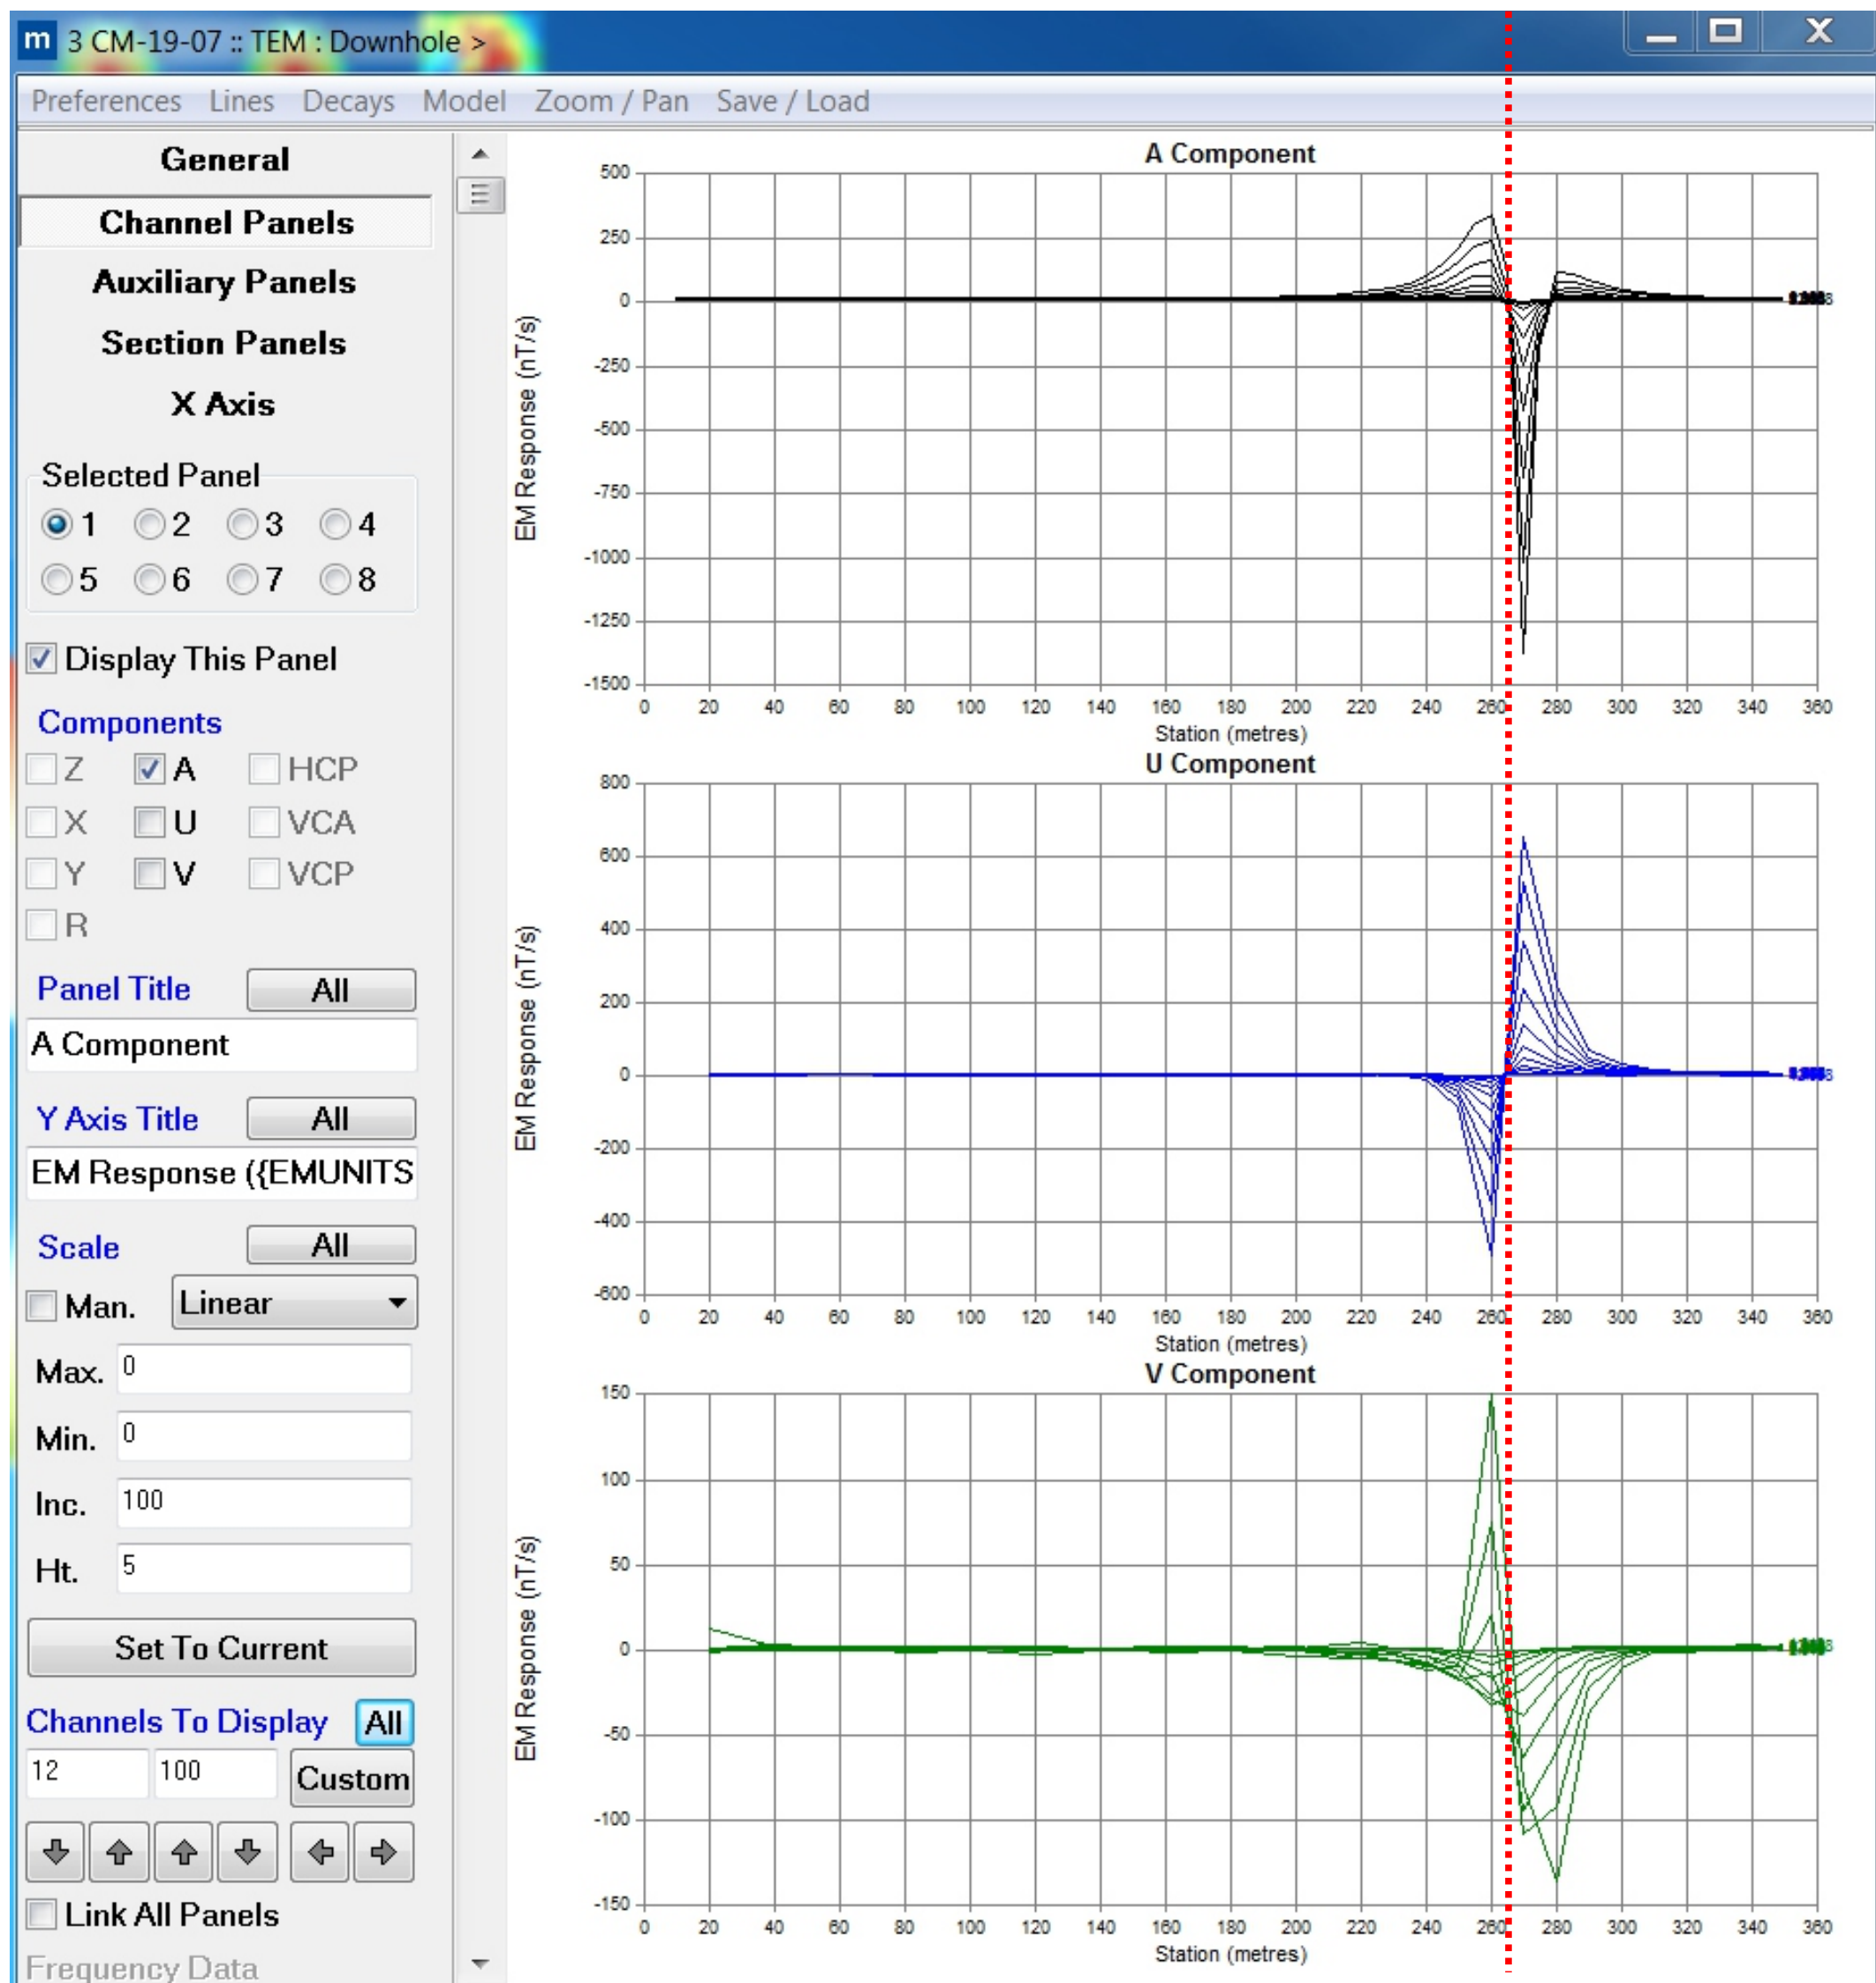 m 3 CM-19-07 :: TEM : Downhole >
Preferences Lines Decays Model Zoom / Pan Save / Load
General
Channel Panels
Auxiliary Panels
Section Panels
X Axis
Selected Panel
1 2 3 4
5 6 7 8
Display This Panel
Components
Z A HCP
X U VCA
Y V VCP
R
Panel Title All
A Component
Y Axis Title All
EM Response ({EMUNITS
Scale All
Man. Linear
Max. 0
Min. 0
Inc. 100
Ht. 5
Set To Current
Channels To Display All
12 100 Custom
Link All Panels
Frequency Data
A Component
EM Response (nT/s)
500
250
0
-250
-500
-750
-1000
-1250
-1500
0 20 40 60 80 100 120 140 160 180 200 220 240 260 280 300 320 340 360
Station (metres)
U Component
EM Response (nT/s)
800
600
400
200
0
-200
-400
-600
0 20 40 60 80 100 120 140 160 180 200 220 240 260 280 300 320 340 360
Station (metres)
V Component
EM Response (nT/s)
150
100
50
0
-50
-100
-150
0 20 40 60 80 100 120 140 160 180 200 220 240 260 280 300 320 340 360
Station (metres)